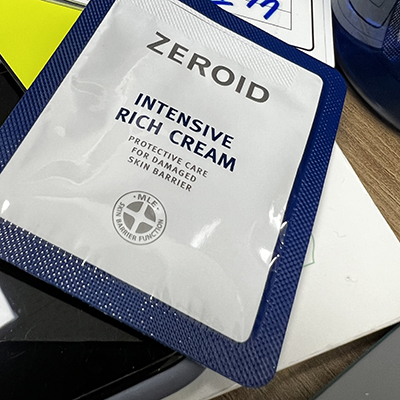 ZEROID
INTENSIVE
RICH CREAM
PROTECTIVE CARE
FOR DAMAGED
SKIN BARRIER
MLE
SKIN BARRIER FUNCTION